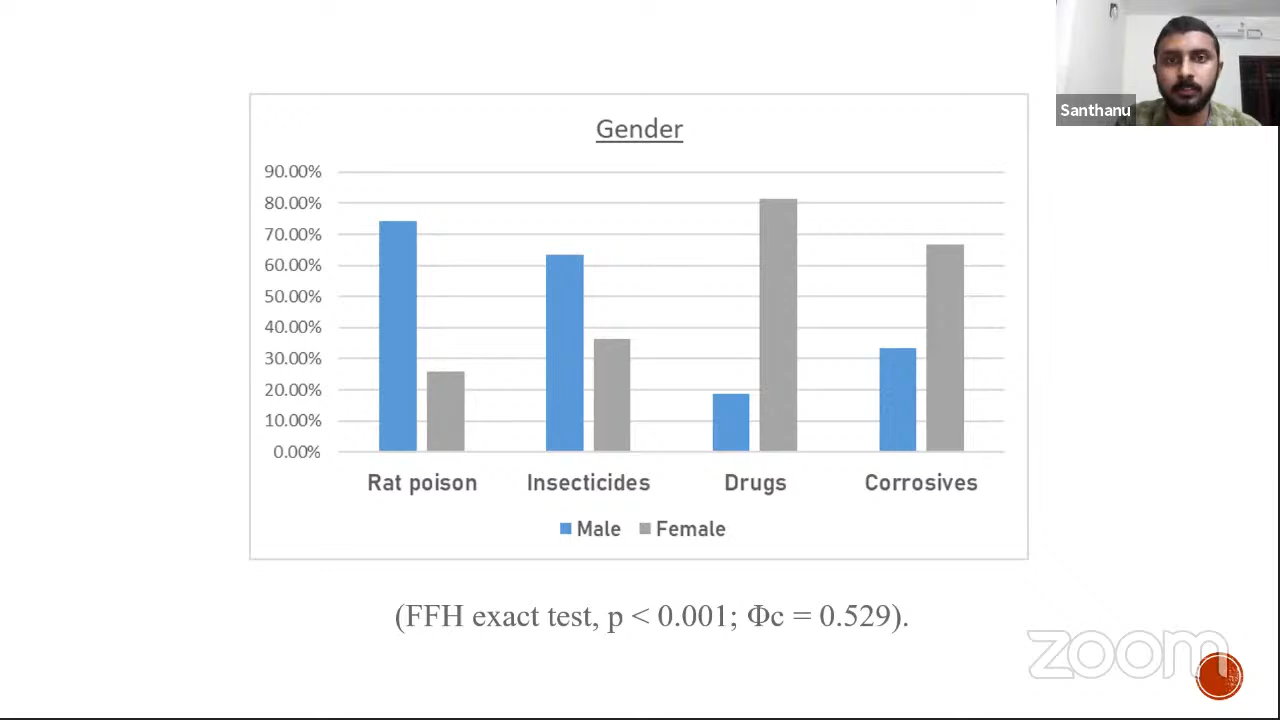 Santhanu
Gender
90.00%
80.00%
70.00%
60.00%
50.00%
40.00%
30.00%
20.00%
10.00%
0.00%
Rat poison Insecticides Drugs Corrosives
Male Female
(FFH exact test, p < 0.001; Φc = 0.529).
zoom